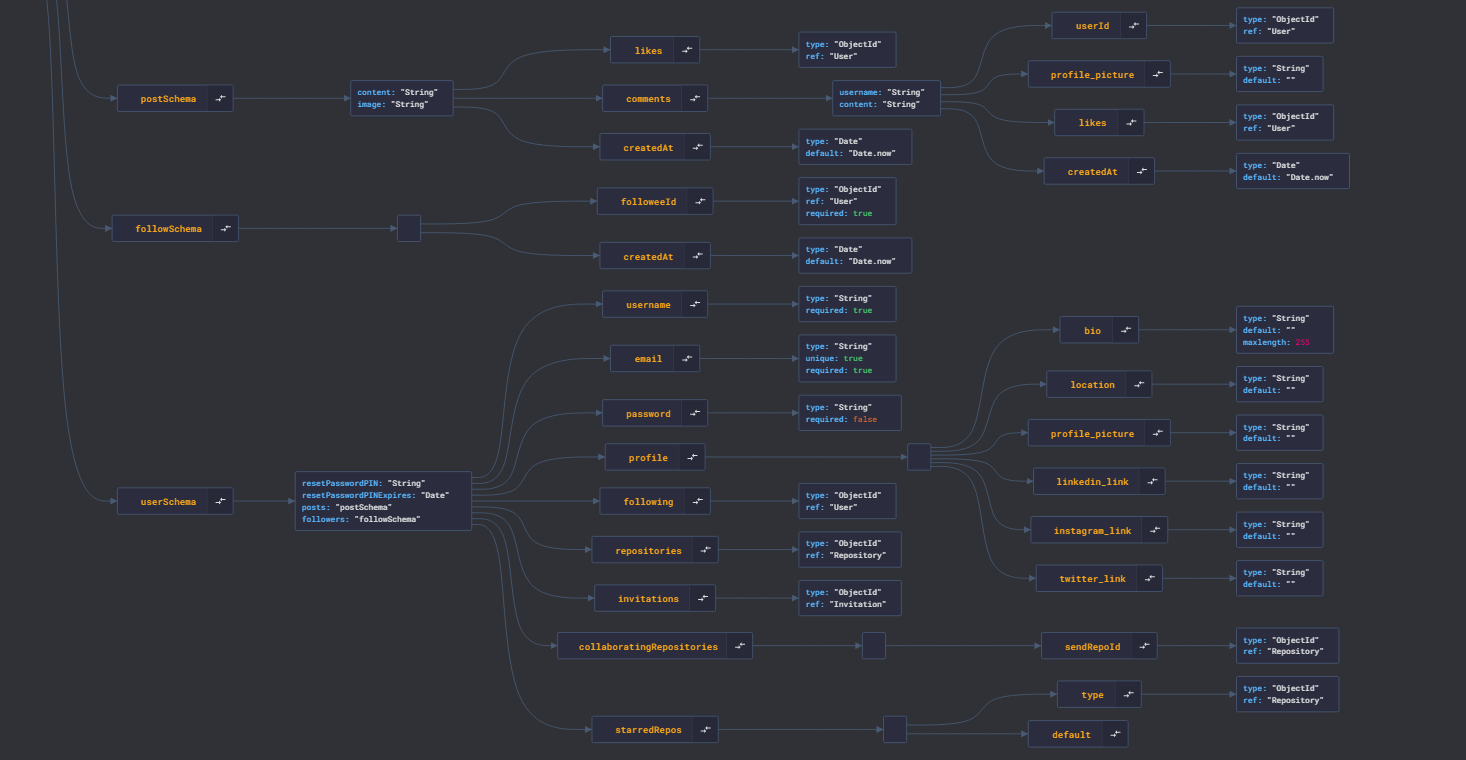 postSchema
content: "String"
image: "String"
likes
type: "ObjectId"
ref: "User"
comments
username: "String"
content: "String"
userId
type: "ObjectId"
ref: "User"
profile_picture
type: "String"
default: ""
likes
type: "ObjectId"
ref: "User"
createdAt
type: "Date"
default: "Date.now"
createdAt
type: "Date"
default: "Date.now"
followSchema
followeeId
type: "ObjectId"
ref: "User"
required: true
createdAt
type: "Date"
default: "Date.now"
userSchema
resetPasswordPIN: "String"
resetPasswordPINExpires: "Date"
posts: "postSchema"
followers: "followSchema"
username
type: "String"
required: true
email
type: "String"
unique: true
required: true
password
type: "String"
required: false
profile
bio
type: "String"
default: ""
maxlength: 255
location
type: "String"
default: ""
profile_picture
type: "String"
default: ""
linkedin_link
type: "String"
default: ""
instagram_link
type: "String"
default: ""
twitter_link
type: "String"
default: ""
following
type: "ObjectId"
ref: "User"
repositories
type: "ObjectId"
ref: "Repository"
invitations
type: "ObjectId"
ref: "Invitation"
collaboratingRepositories
sendRepoId
type: "ObjectId"
ref: "Repository"
starredRepos
type
type: "ObjectId"
ref: "Repository"
default